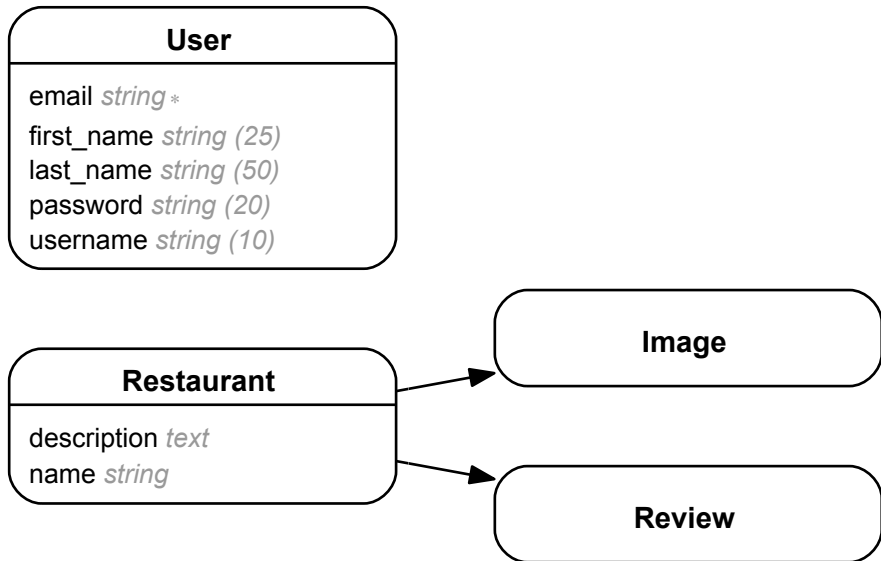 User
email string *
first_name string (25)
last_name string (50)
password string (20)
username string (10)
Image
Restaurant
description text
name string
Review